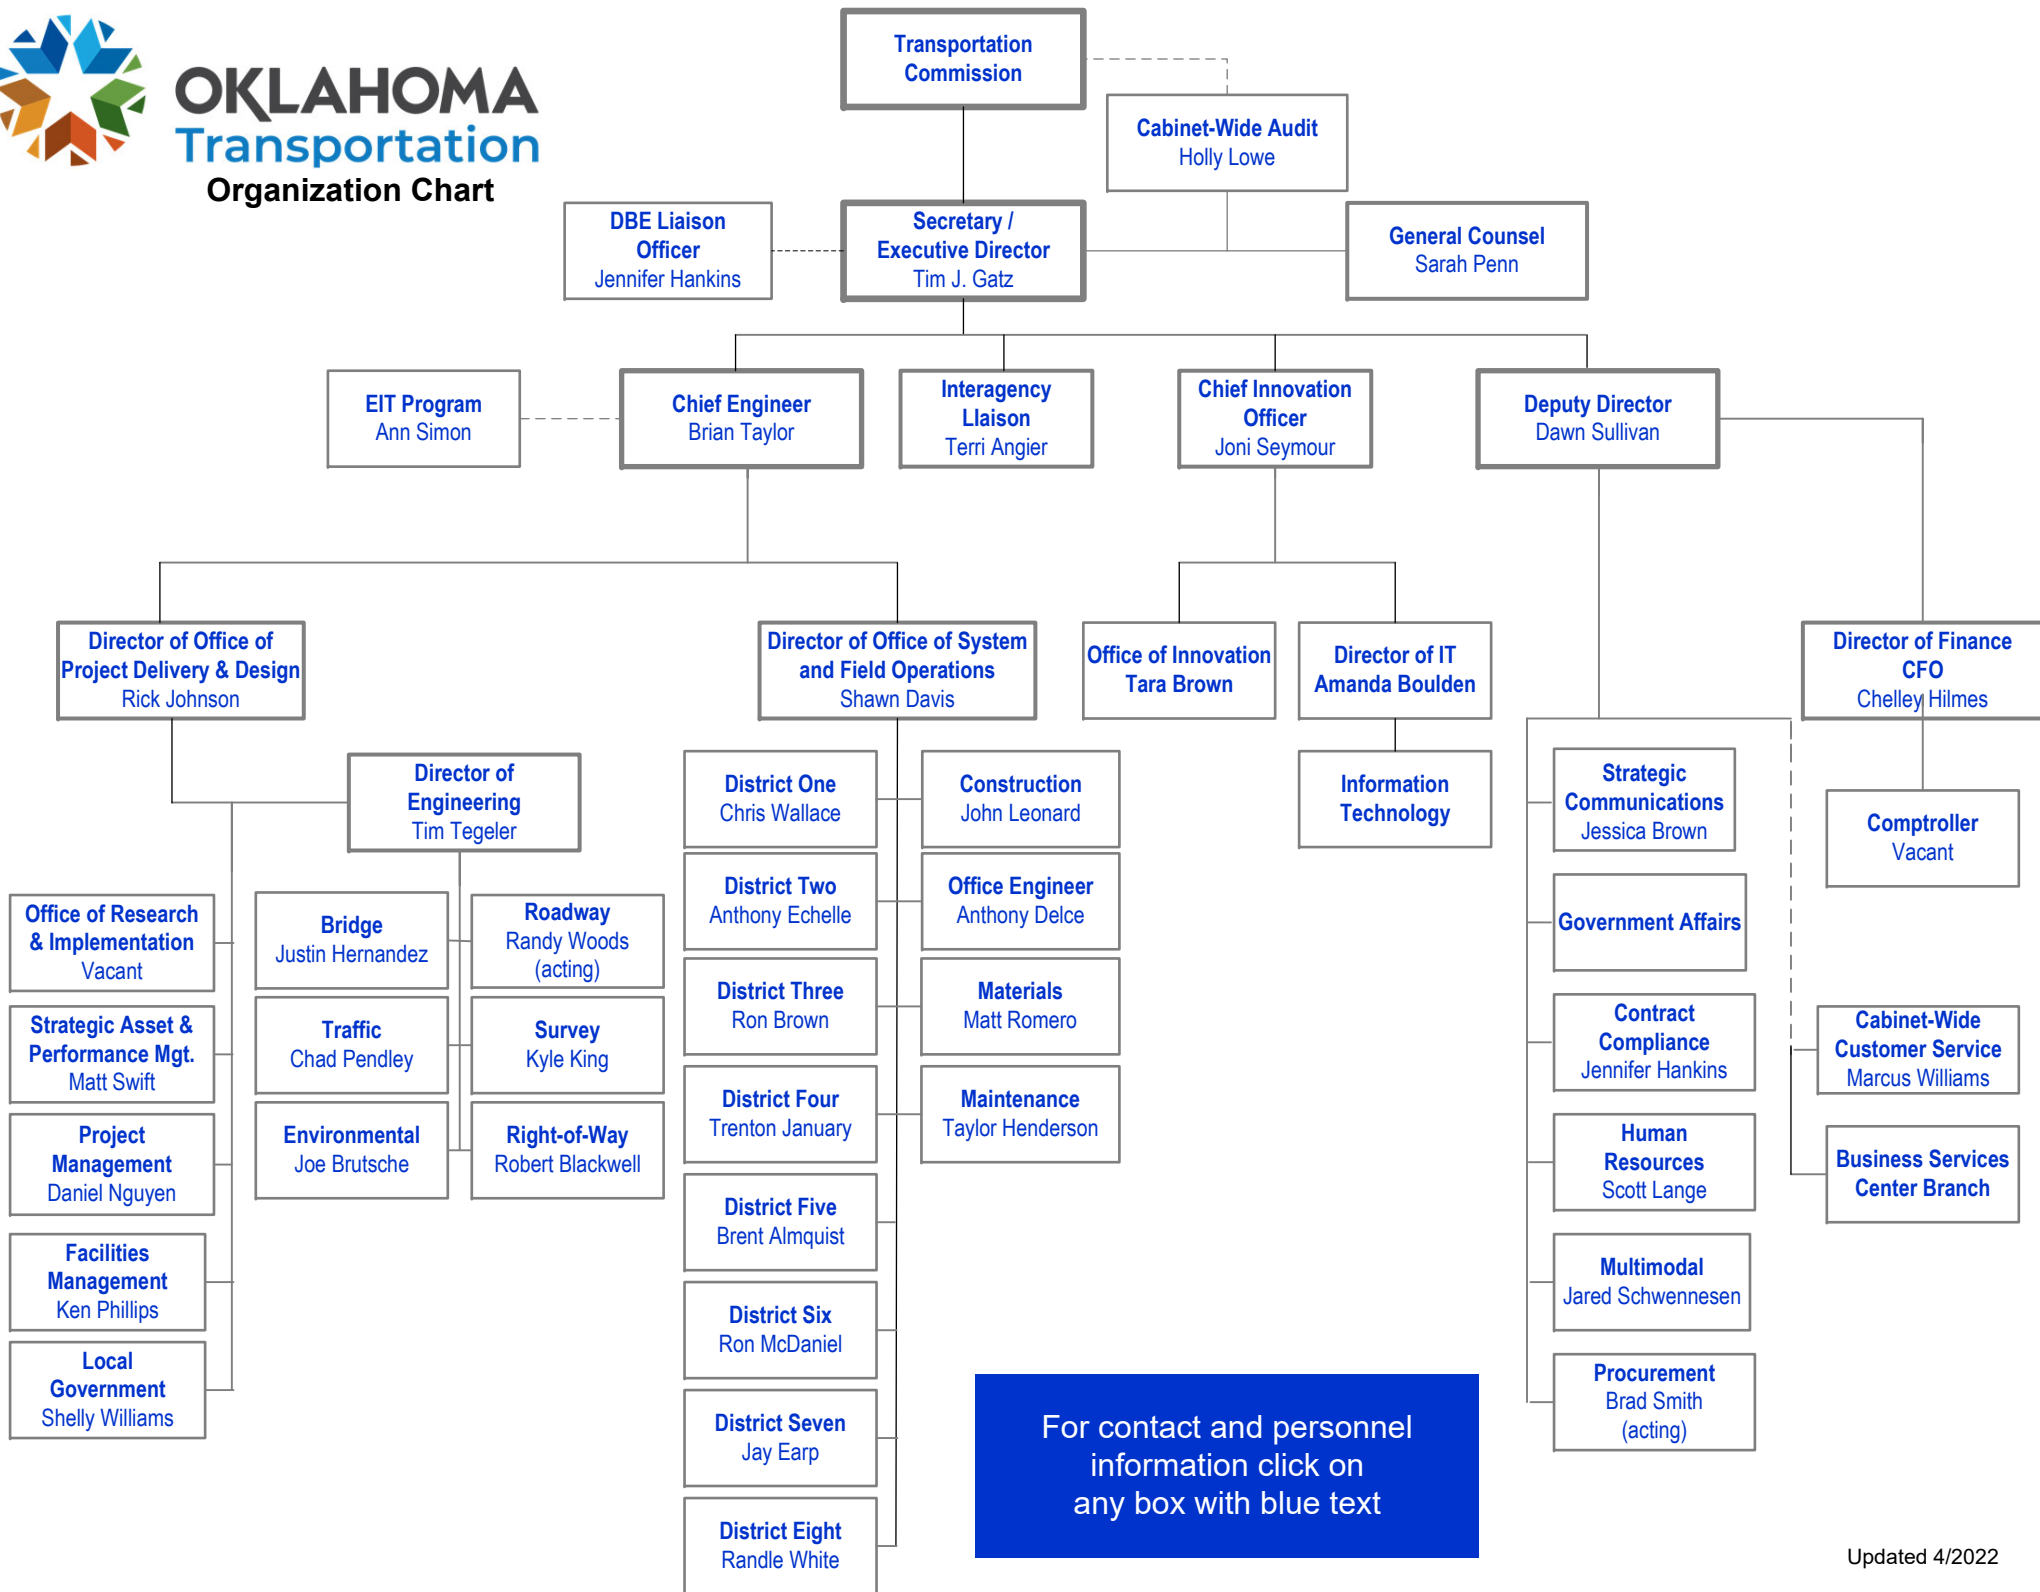 OKLAHOMA
Transportation
Organization Chart
Transportation
Commission
Cabinet-Wide Audit
Holly Lowe
DBE Liaison
Officer
Jennifer Hankins
Secretary /
Executive Director
Tim J. Gatz
General Counsel
Sarah Penn
EIT Program
Ann Simon
Chief Engineer
Brian Taylor
Interagency
LIaison
Terri Angier
Chief Innovation
Officer
Joni Seymour
Deputy Director
Dawn Sullivan
Director of Office of
Project Delivery & Design
Rick Johnson
Director of Office of System
and Field Operations
Shawn Davis
Office of Innovation
Tara Brown
Director of IT
Amanda Boulden
Director of Finance
CFO
Chelley Hilmes
Director of
Engineering
Tim Tegeler
District One
Chris Wallace
Construction
John Leonard
Information
Technology
Strategic
Communications
Jessica Brown
Comptroller
Vacant
Office of Research
& Implementation
Vacant
Bridge
Justin Hernandez
Roadway
Randy Woods
(acting)
District Two
Anthony Echelle
Office Engineer
Anthony Delce
Government Affairs
Strategic Asset &
Performance Mgt.
Matt Swift
Traffic
Chad Pendley
Survey
Kyle King
District Three
Ron Brown
Materials
Matt Romero
Contract
Compliance
Jennifer Hankins
Cabinet-Wide
Customer Service
Marcus Williams
Project
Management
Daniel Nguyen
Environmental
Joe Brutsche
Right-of-Way
Robert Blackwell
District Four
Trenton January
Maintenance
Taylor Henderson
Human
Resources
Scott Lange
Business Services
Center Branch
Facilities
Management
Ken Phillips
District Five
Brent Almquist
Multimodal
Jared Schwennesen
Local
Government
Shelly Williams
District Six
Ron McDaniel
Procurement
Brad Smith
(acting)
District Seven
Jay Earp
District Eight
Randle White
For contact and personnel
information click on
any box with blue text
Updated 4/2022